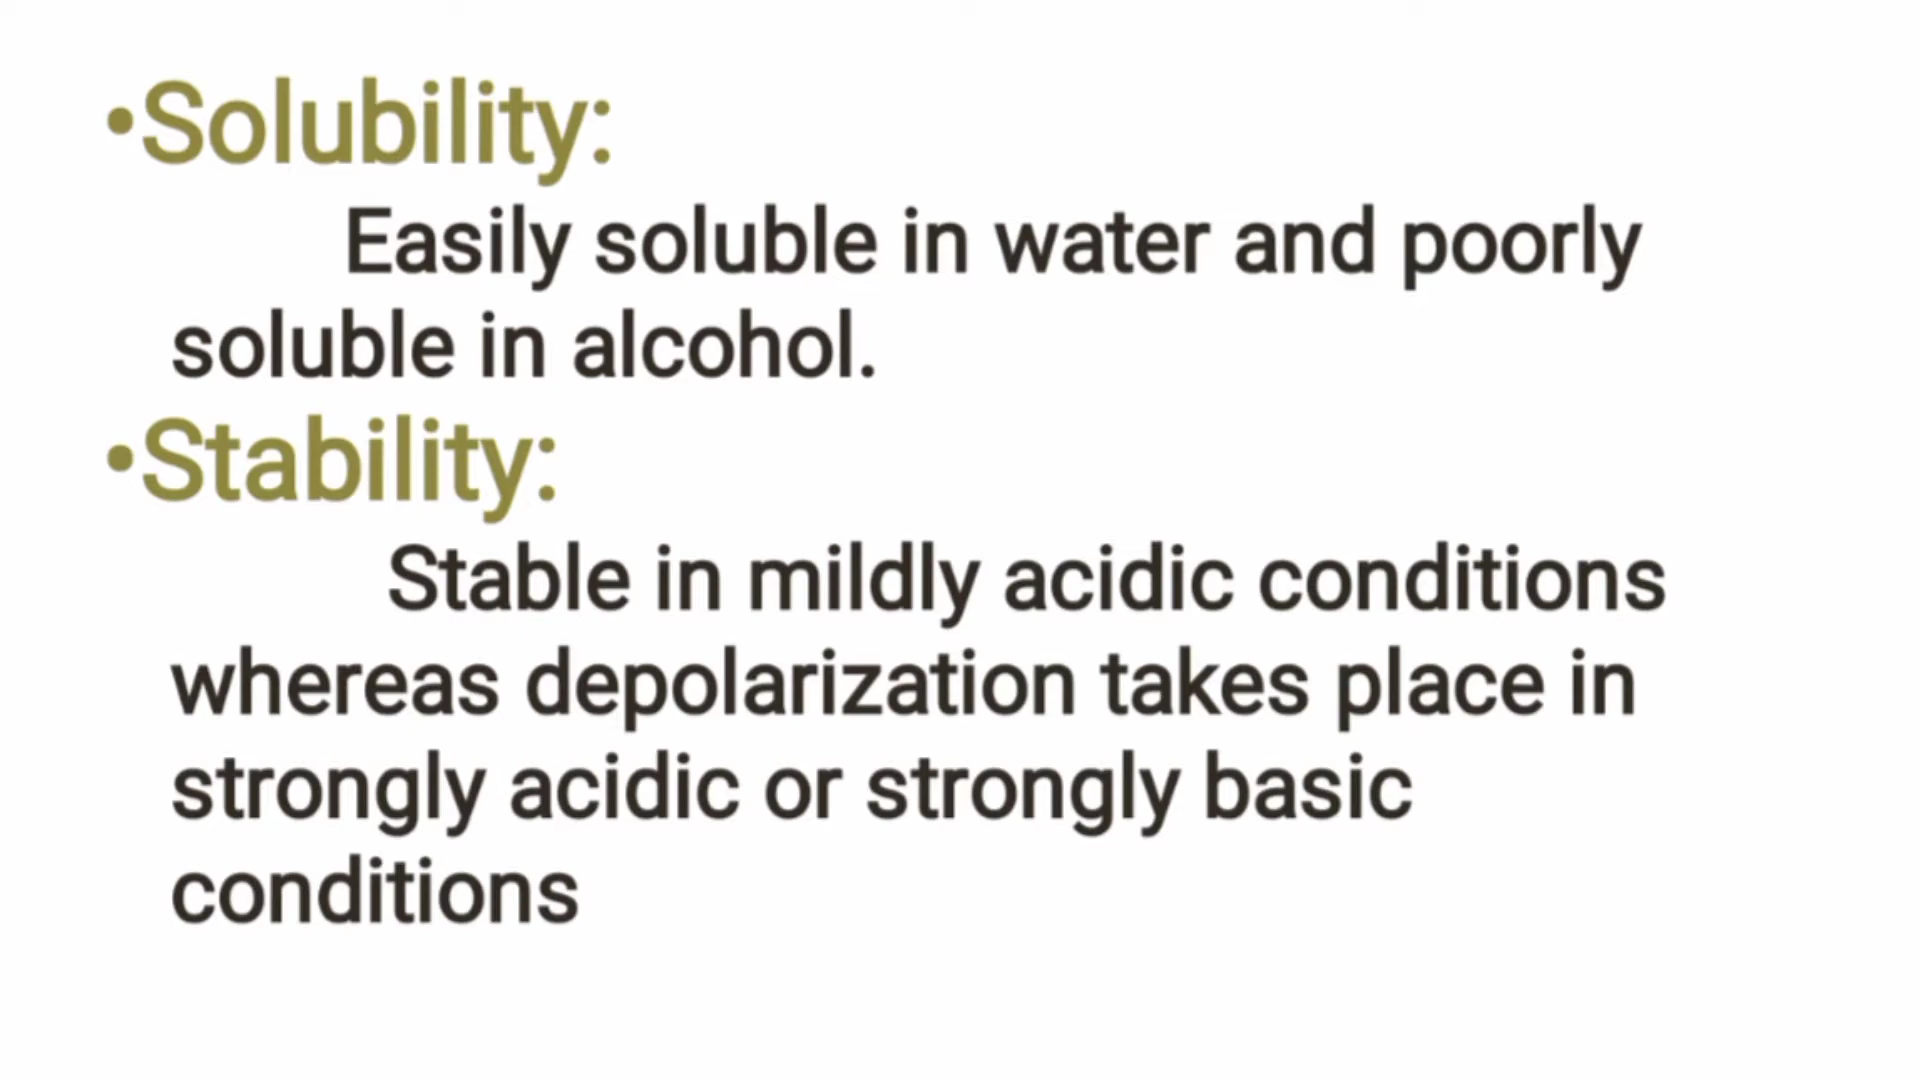 •Solubility:
Easily soluble in water and poorly
soluble in alcohol.
•Stability:
Stable in mildly acidic conditions
whereas depolarization takes place in
strongly acidic or strongly basic
conditions